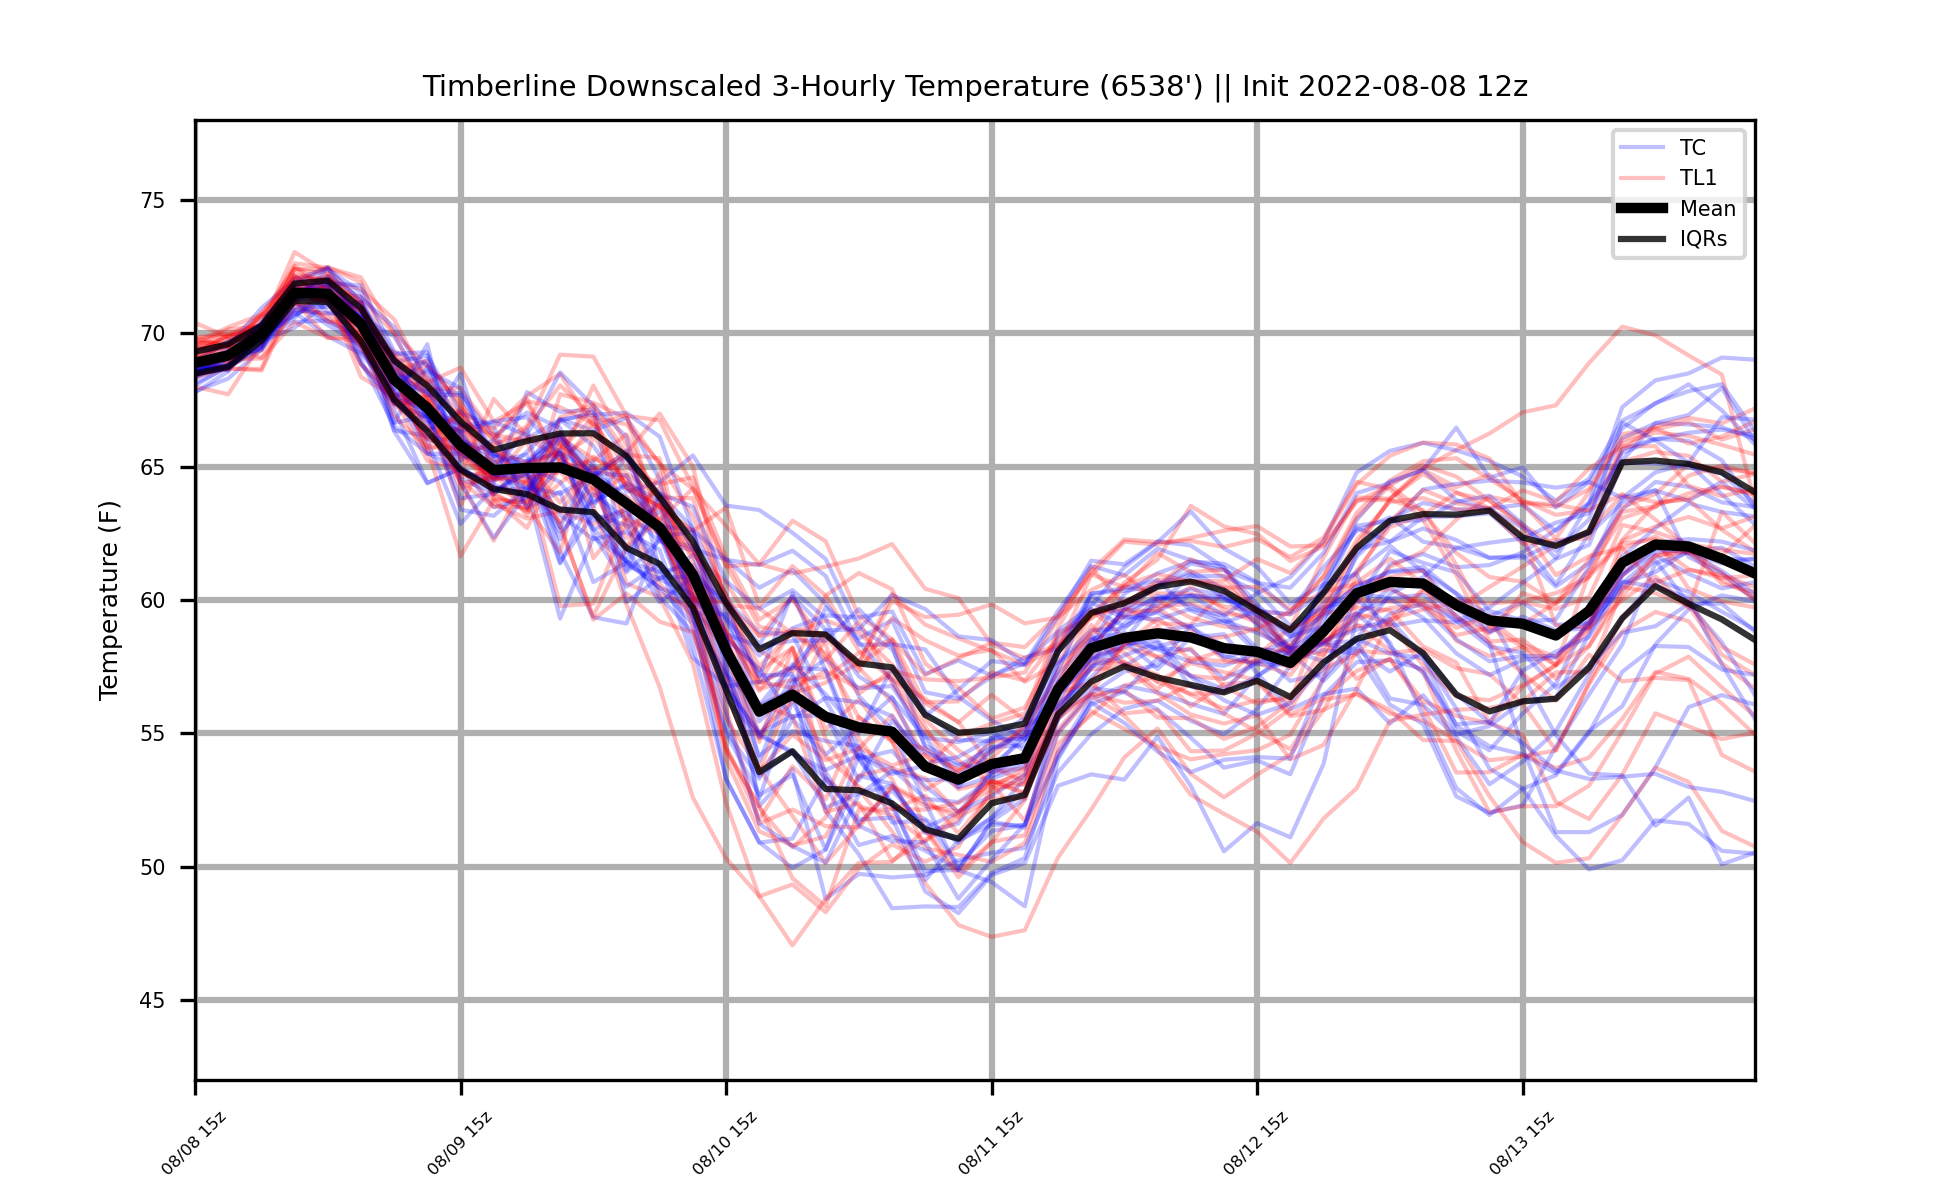 Timberline Downscaled 3-Hourly Temperature (6538') || Init 2022-08-08 12z
TC
TL1
Mean
IQRs
Temperature (F)
75
70
65
60
55
50
45
08/08 15z
08/09 15z
08/10 15z
08/11 15z
08/12 15z
08/13 15z